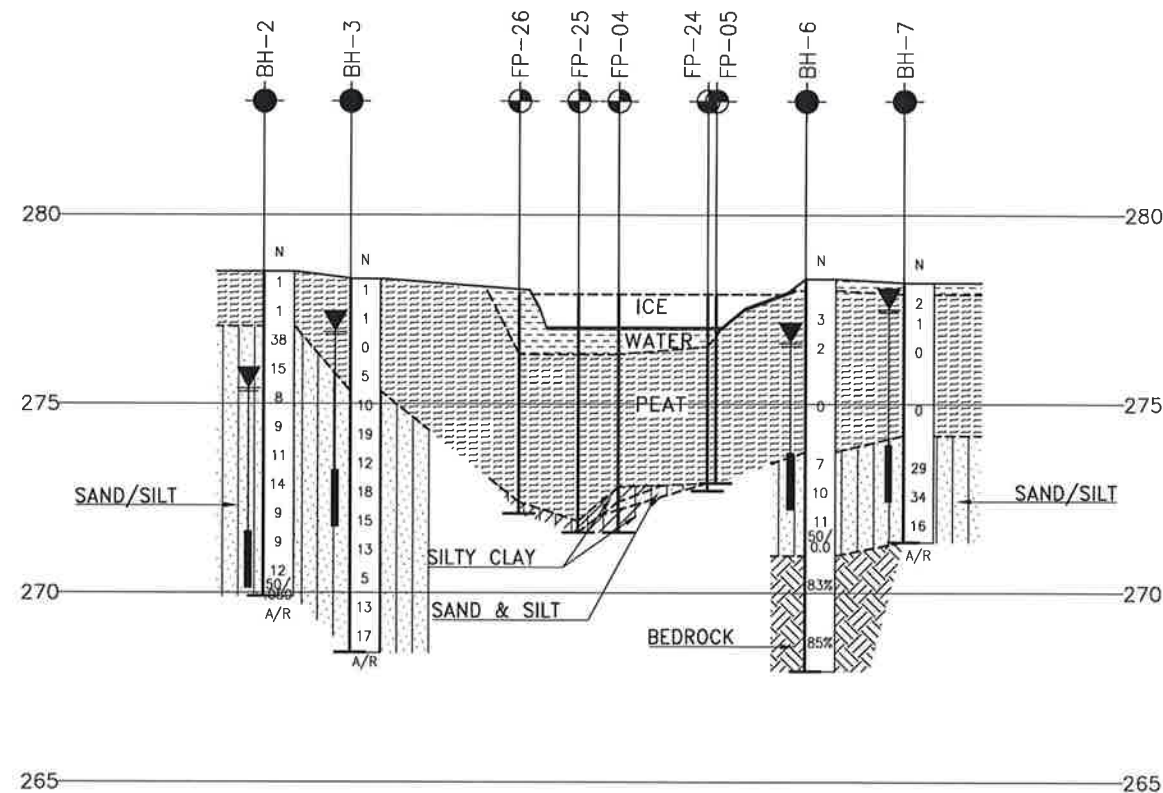 BH-2
BH-3
FP-26
FP-25
FP-04
FP-24
FP-05
BH-6
BH-7
280 280
N
1
1
38
15
8
9
11
14
9
9
12
50/
A/R
N
1
1
0
5
10
19
12
18
15
13
5
13
17
A/R
ICE
WATER
PEAT
N
3
2
0
7
10
11
50/
0.0
83%
85%
N
2
1
0
0
29
34
16
A/R
275 275
SAND/SILT
SAND/SILT
SILTY CLAY
SAND & SILT
BEDROCK
270 270
265 265